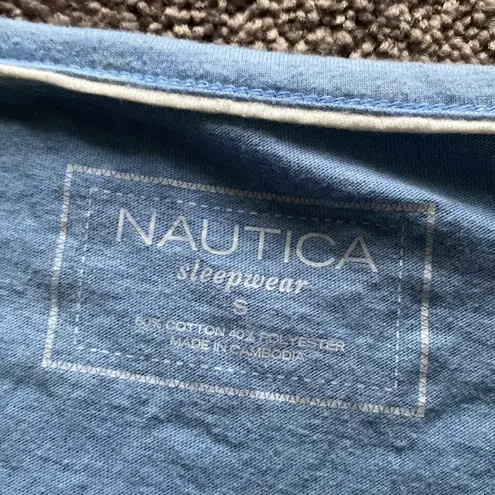 NAUTICA
sleepwear
S
60% COTTON 40% POLYESTER
MADE IN CAMBODIA